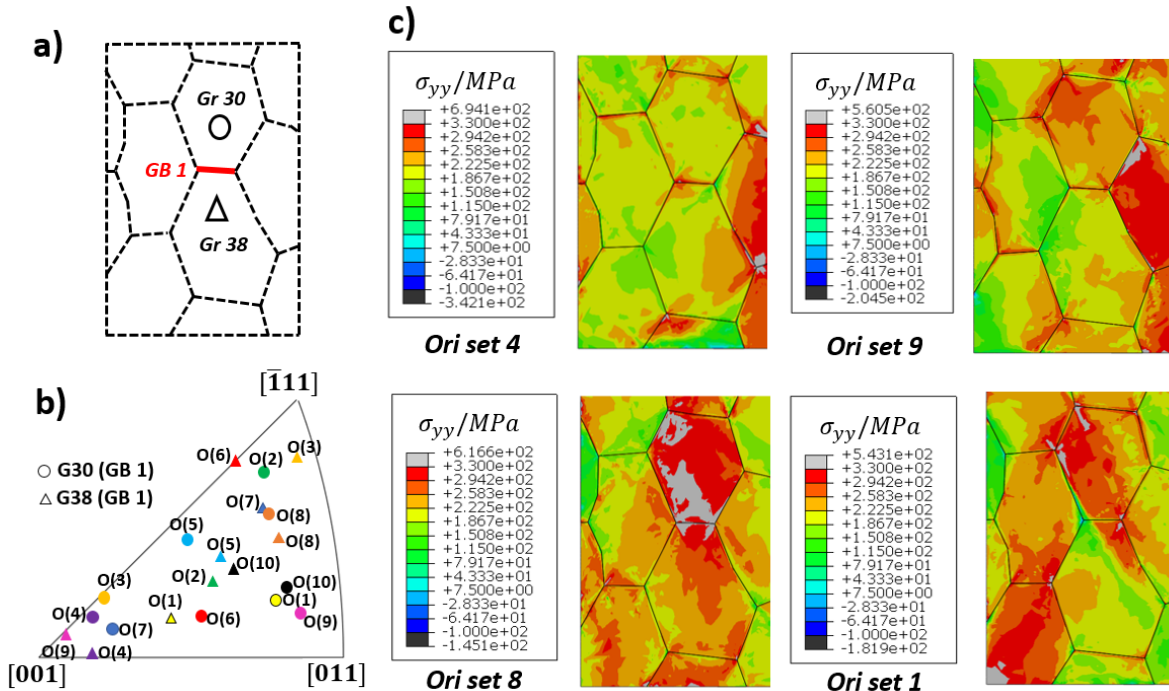 a)
Gr 30
GB 1
Gr 38
b)
[1̅11]
G30 (GB 1)
G38 (GB 1)
O(6)
O(2)
O(3)
O(7)
O(8)
O(5)
O(8)
O(5)
O(10)
O(2)
O(3)
O(10)
O(4)
O(1)
O(1)
O(7)
O(6)
O(9)
O(9)
O(4)
[001]
[011]
c)
σyy/MPa
+6.941e+02
+3.300e+02
+2.942e+02
+2.583e+02
+2.225e+02
+1.867e+02
+1.508e+02
+1.150e+02
+7.917e+01
+4.333e+01
+7.500e+00
-2.833e+01
-6.417e+01
-1.000e+02
-3.421e+02
Ori set 4
σyy/MPa
+5.605e+02
+3.300e+02
+2.942e+02
+2.583e+02
+2.225e+02
+1.867e+02
+1.508e+02
+1.150e+02
+7.917e+01
+4.333e+01
+7.500e+00
-2.833e+01
-6.417e+01
-1.000e+02
-2.045e+02
Ori set 9
σyy/MPa
+6.166e+02
+3.300e+02
+2.942e+02
+2.583e+02
+2.225e+02
+1.867e+02
+1.508e+02
+1.150e+02
+7.917e+01
+4.333e+01
+7.500e+00
-2.833e+01
-6.417e+01
-1.000e+02
-1.451e+02
Ori set 8
σyy/MPa
+5.431e+02
+3.300e+02
+2.942e+02
+2.583e+02
+2.225e+02
+1.867e+02
+1.508e+02
+1.150e+02
+7.917e+01
+4.333e+01
+7.500e+00
-2.833e+01
-6.417e+01
-1.000e+02
-1.819e+02
Ori set 1